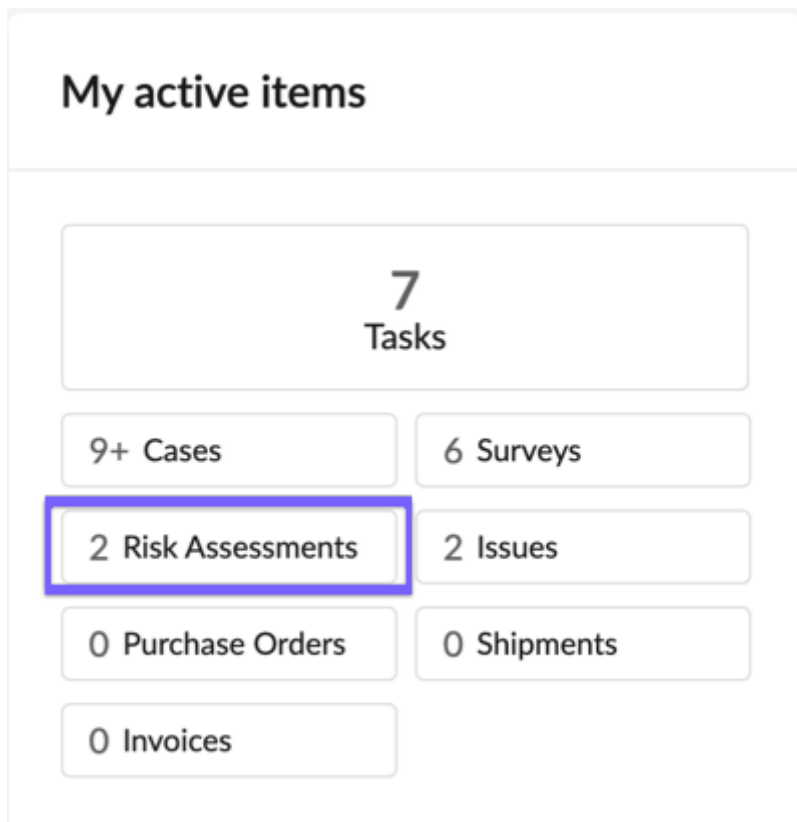 My active items
7
Tasks
9+ Cases
6 Surveys
2 Risk Assessments
2 Issues
0 Purchase Orders
0 Shipments
0 Invoices